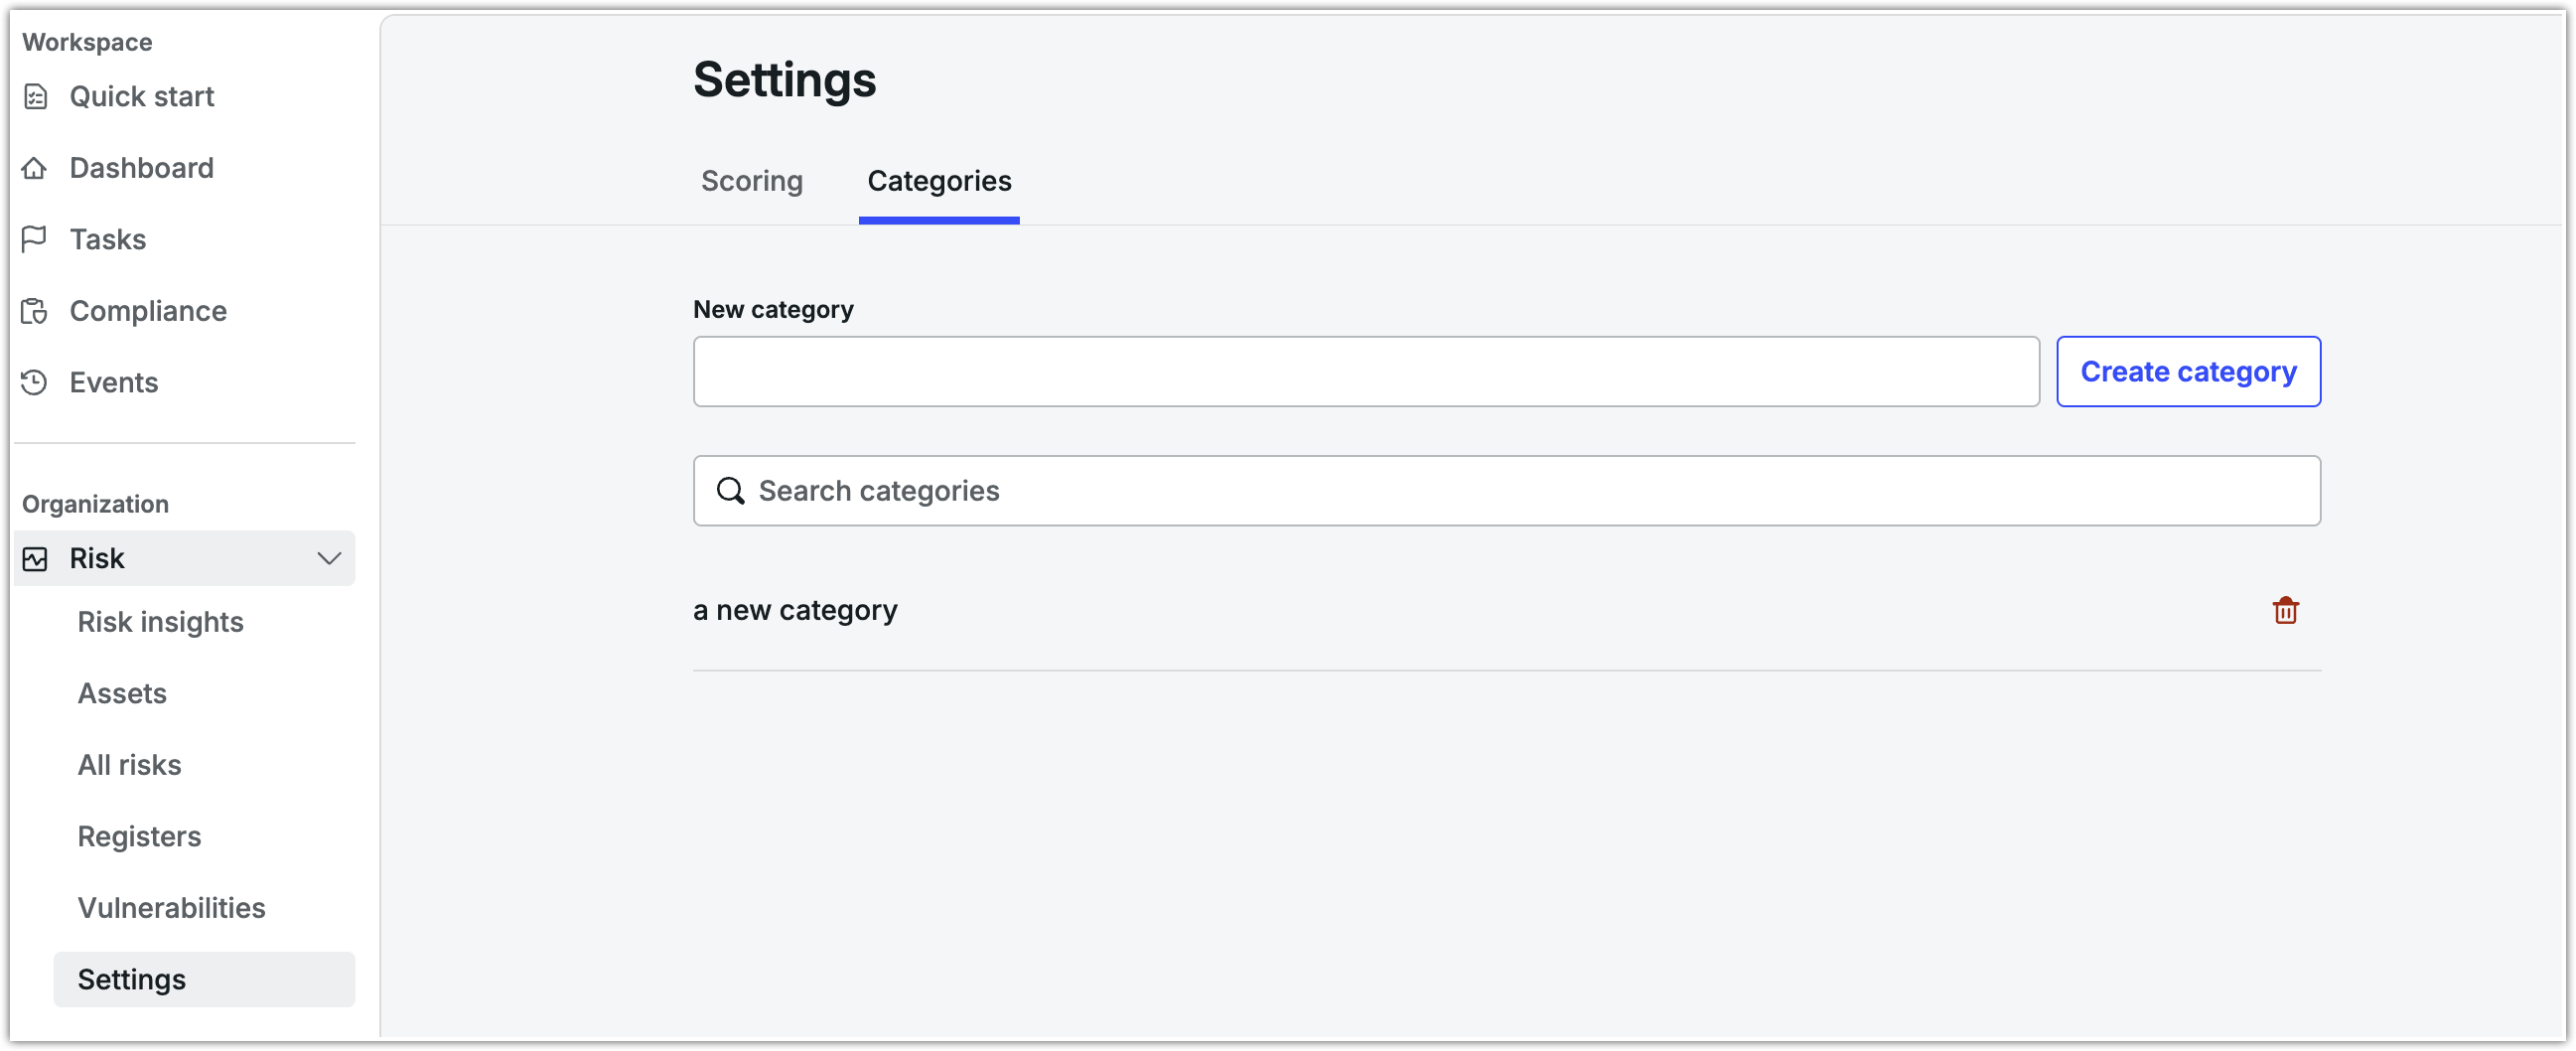 Workspace
Quick start
Dashboard
Tasks
Compliance
Events
Organization
Risk
Risk insights
Assets
All risks
Registers
Vulnerabilities
Settings
Settings
Scoring
Categories
New category
Create category
Search categories
a new category